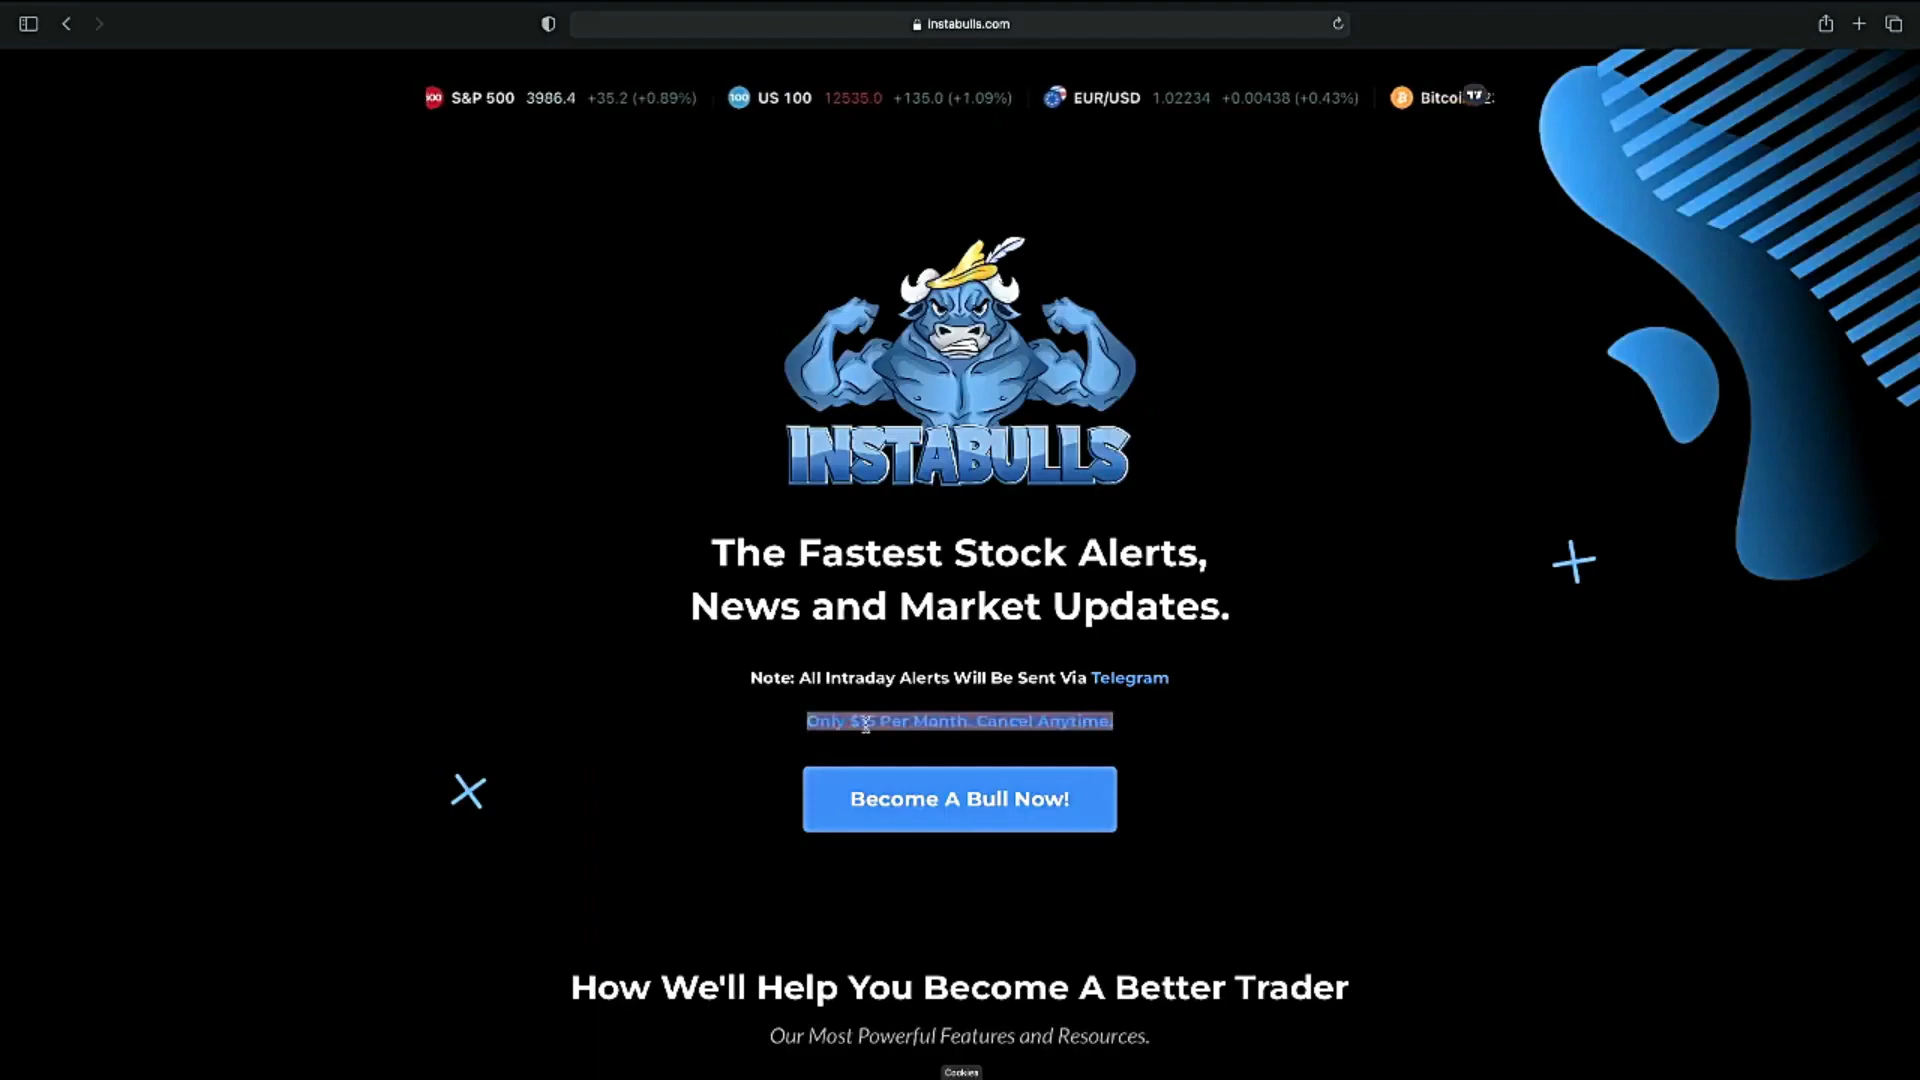 instabulls.com
S&P 500 3986.4 +35.2 (+0.89%) US 100 12535.0 +135.0 (+1.09%) EUR/USD 1.02234 +0.00438 (+0.43%)
INSTABULLS
The Fastest Stock Alerts,
News and Market Updates.
Note: All Intraday Alerts Will Be Sent Via Telegram
Only $15 Per Month. Cancel Anytime.
Become A Bull Now!
How We'll Help You Become A Better Trader
Our Most Powerful Features and Resources.
Cookies